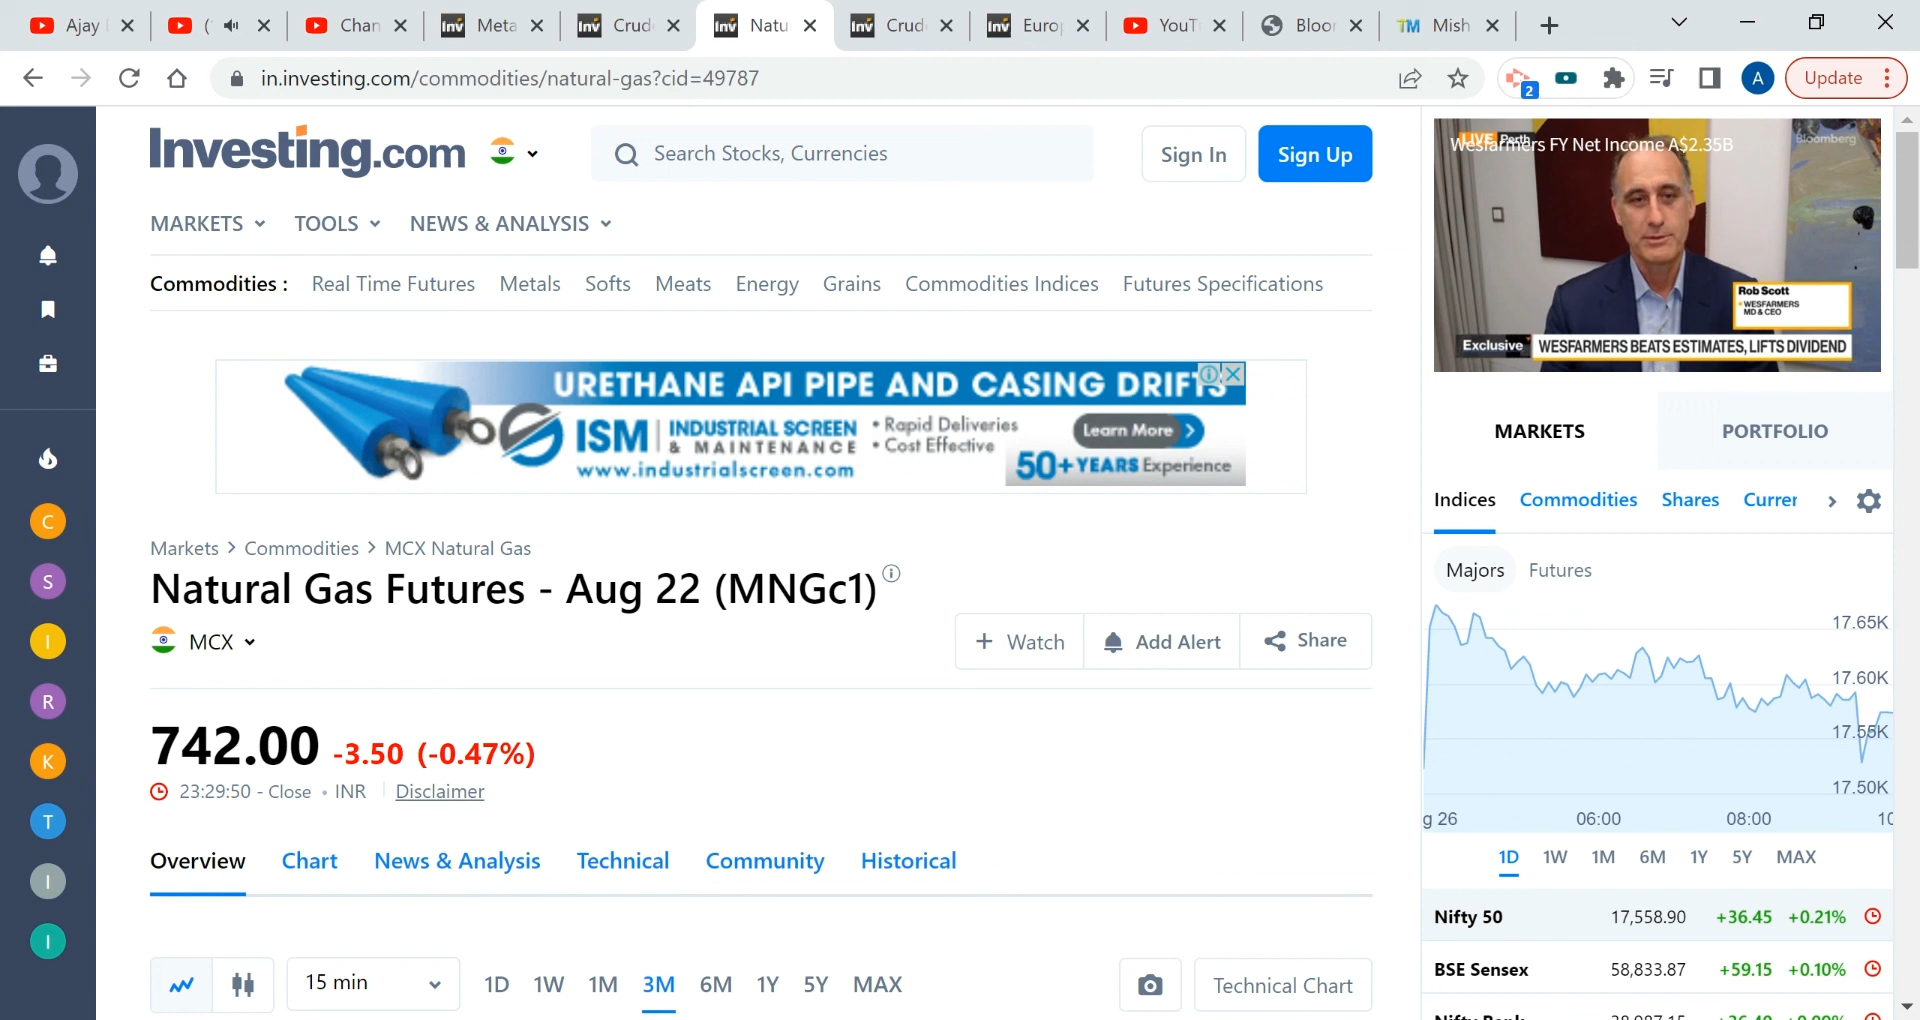 Ajay
(
Chan
Meta
Crud
Natu
Crud
Euro
YouT
Bloo
Mish
in.investing.com/commodities/natural-gas?cid=49787
2
A
Update
Investing.com
Search Stocks, Currencies
Sign In
Sign Up
MARKETS
TOOLS
NEWS & ANALYSIS
Commodities :
Real Time Futures
Metals
Softs
Meats
Energy
Grains
Commodities Indices
Futures Specifications
URETHANE API PIPE AND CASING DRIFTS
ISM
INDUSTRIAL SCREEN
& MAINTENANCE
www.industrialscreen.com
• Rapid Deliveries
• Cost Effective
Learn More
50+YEARS Experience
Markets > Commodities > MCX Natural Gas
Natural Gas Futures - Aug 22 (MNGc1)
MCX
+ Watch
Add Alert
Share
742.00 -3.50 (-0.47%)
23:29:50 - Close • INR
Disclaimer
Overview
Chart
News & Analysis
Technical
Community
Historical
15 min
1D
1W
1M
3M
6M
1Y
5Y
MAX
Technical Chart
C
S
I
R
K
T
I
I
LIVE Perth
Wesfarmers FY Net Income A$2.35B
Bloomberg
Rob Scott
WESFARMERS
MD & CEO
Exclusive
WESFARMERS BEATS ESTIMATES, LIFTS DIVIDEND
MARKETS
PORTFOLIO
Indices
Commodities
Shares
Currer
Majors
Futures
17.65K
17.60K
17.55K
17.50K
g 26
06:00
08:00
10
1D
1W
1M
6M
1Y
5Y
MAX
Nifty 50 17,558.90 +36.45 +0.21%
BSE Sensex 58,833.87 +59.15 +0.10%